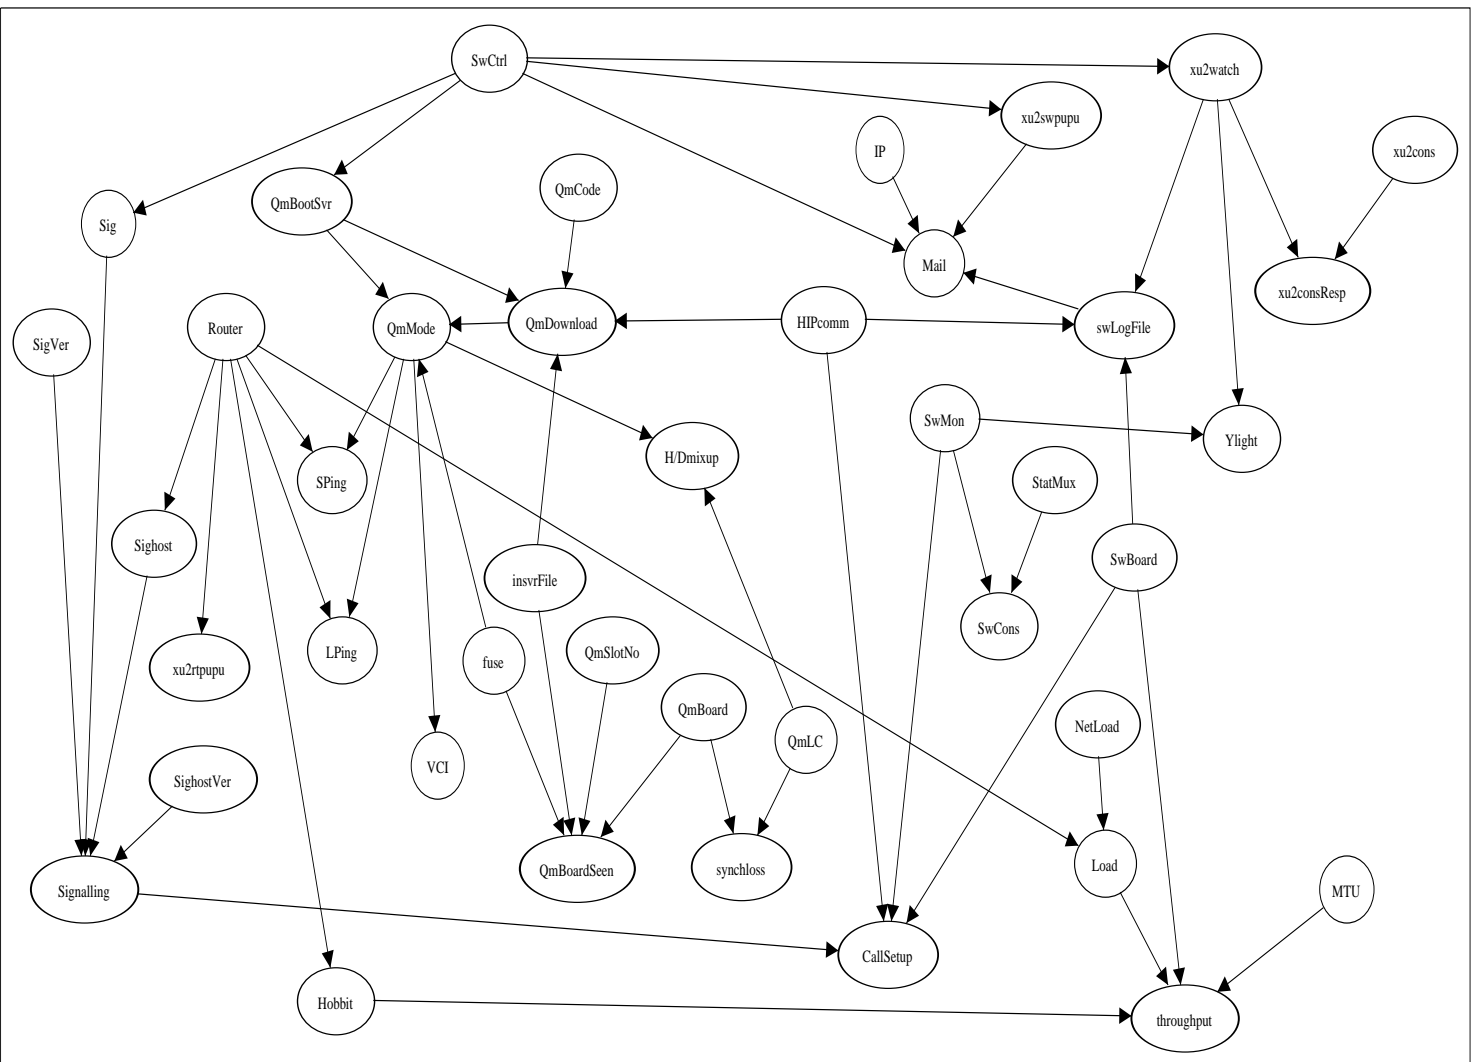 SwCtrl
xu2watch
xu2swpupu
IP
xu2cons
QmCode
QmBootSvr
Sig
Mail
xu2consResp
HIPcomm
QmDownload
swLogFile
Router
QmMode
SigVer
SwMon
Ylight
H/Dmixup
SPing
StatMux
Sighost
SwBoard
insvrFile
SwCons
QmSlotNo
LPing
fuse
xu2rtpupu
QmBoard
NetLoad
QmLC
VCI
SighostVer
Load
QmBoardSeen
synchloss
Signalling
MTU
CallSetup
Hobbit
throughput